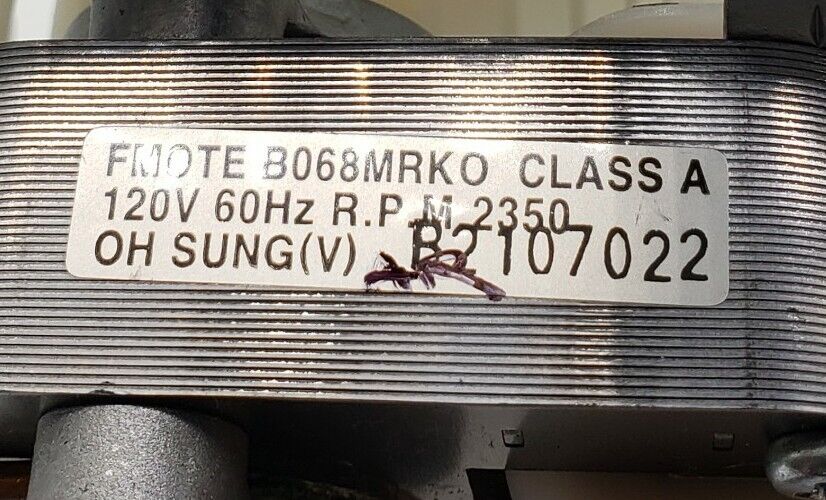 FMOTE B068MRKO CLASS A
120V 60Hz R.P.M 2350
OH SUNG(V) B2107022